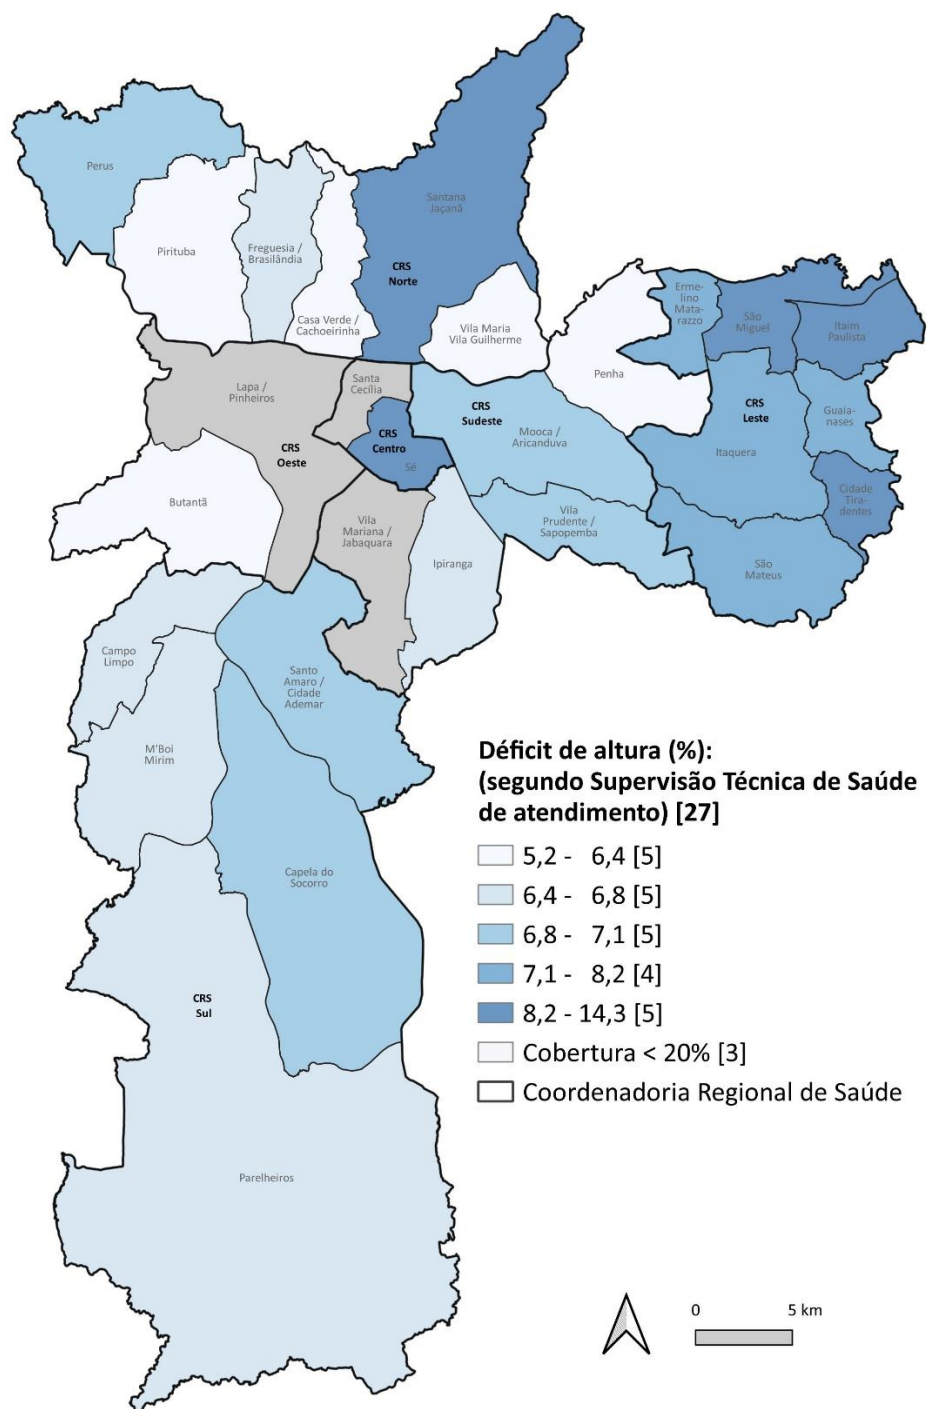 Perus
Santana
Jaçanã
Pirituba
Freguesia /
Brasilândia
CRS
Norte
Casa Verde /
Cachoeirinha
Vila Maria
Vila Guilherme
Erme-
lino
Mata-
razzo
São
Miguel
Itaim
Paulista
Lapa /
Pinheiros
Santa
Cecília
Penha
CRS
Sudeste
CRS
Leste
Guaia-
nases
CRS
Centro
Mooca /
Aricanduva
CRS
Oeste
Sé
Itaquera
Butantã
Vila
Mariana /
Jabaquara
Vila
Prudente /
Sapopemba
Cidade
Tira-
dentes
Ipiranga
São
Mateus
Campo
Limpo
Santo
Amaro /
Cidade
Ademar
M'Boi
Mirim
Capela do
Socorro
CRS
Sul
Parelheiros
Déficit de altura (%):
(segundo Supervisão Técnica de Saúde
de atendimento) [27]
5,2 - 6,4 [5]
6,4 - 6,8 [5]
6,8 - 7,1 [5]
7,1 - 8,2 [4]
8,2 - 14,3 [5]
Cobertura < 20% [3]
Coordenadoria Regional de Saúde
0 5 km